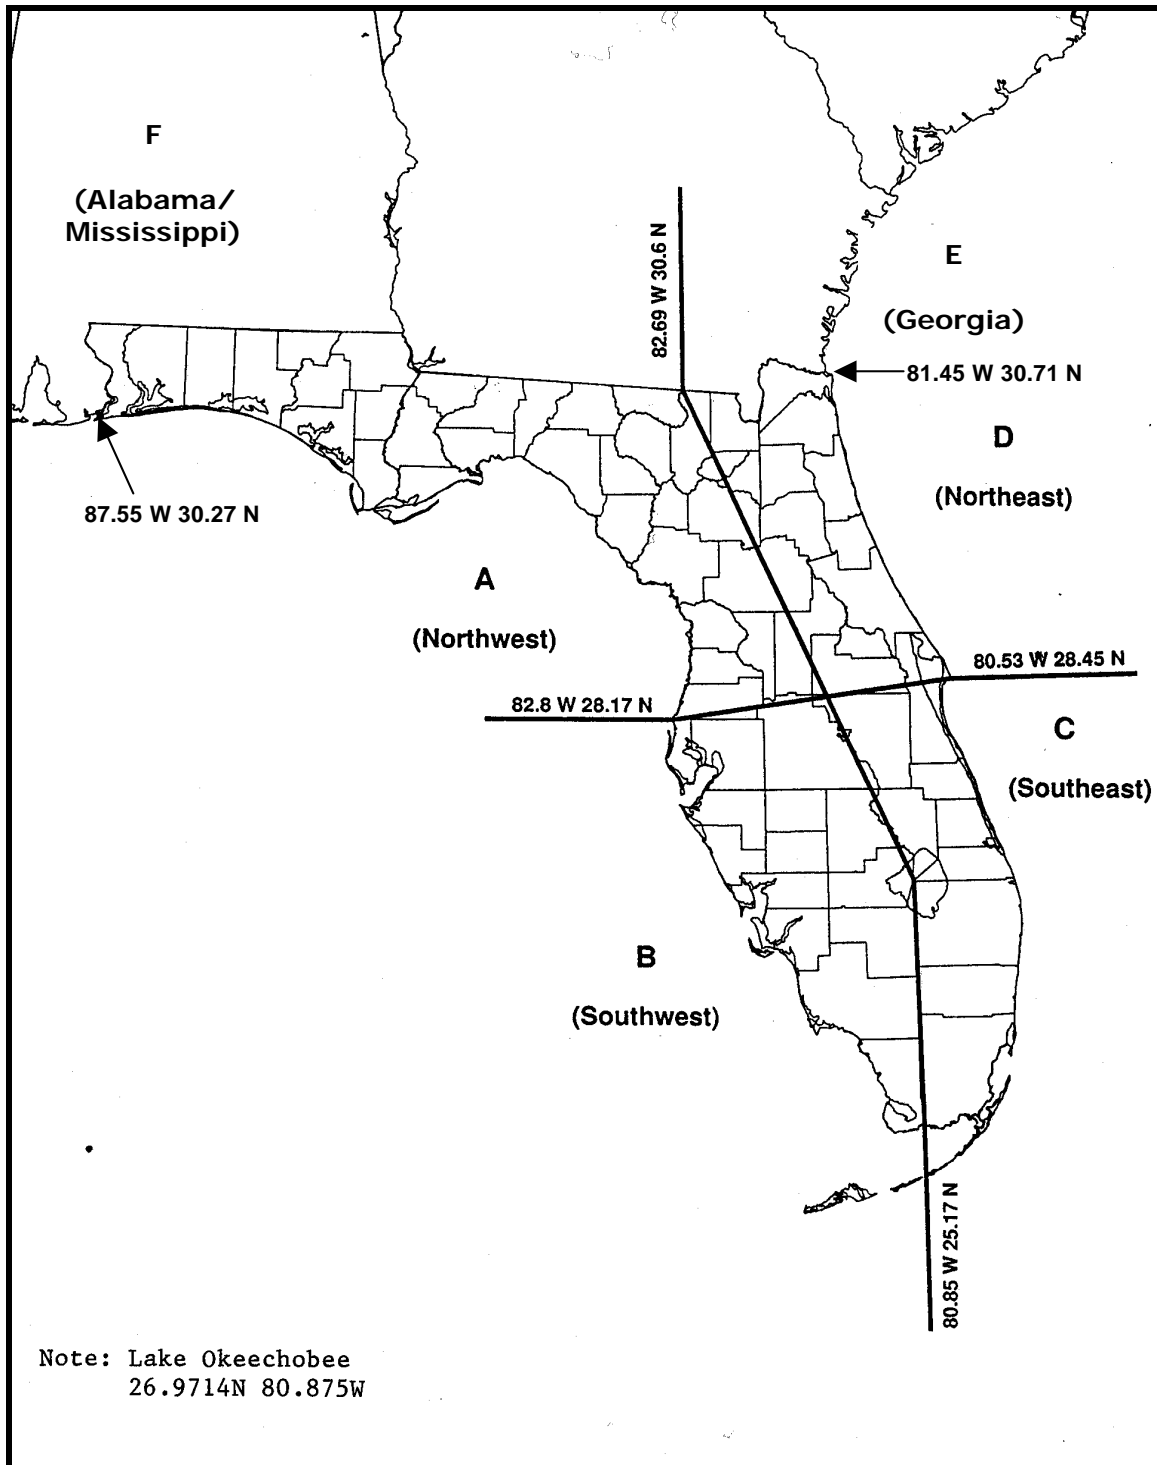 F
(Alabama/
Mississippi)
82.69 W 30.6 N
E
(Georgia)
81.45 W 30.71 N
D
(Northeast)
87.55 W 30.27 N
A
(Northwest)
80.53 W 28.45 N
82.8 W 28.17 N
C
(Southeast)
B
(Southwest)
80.85 W 25.17 N
Note: Lake Okeechobee
26.9714N 80.875W